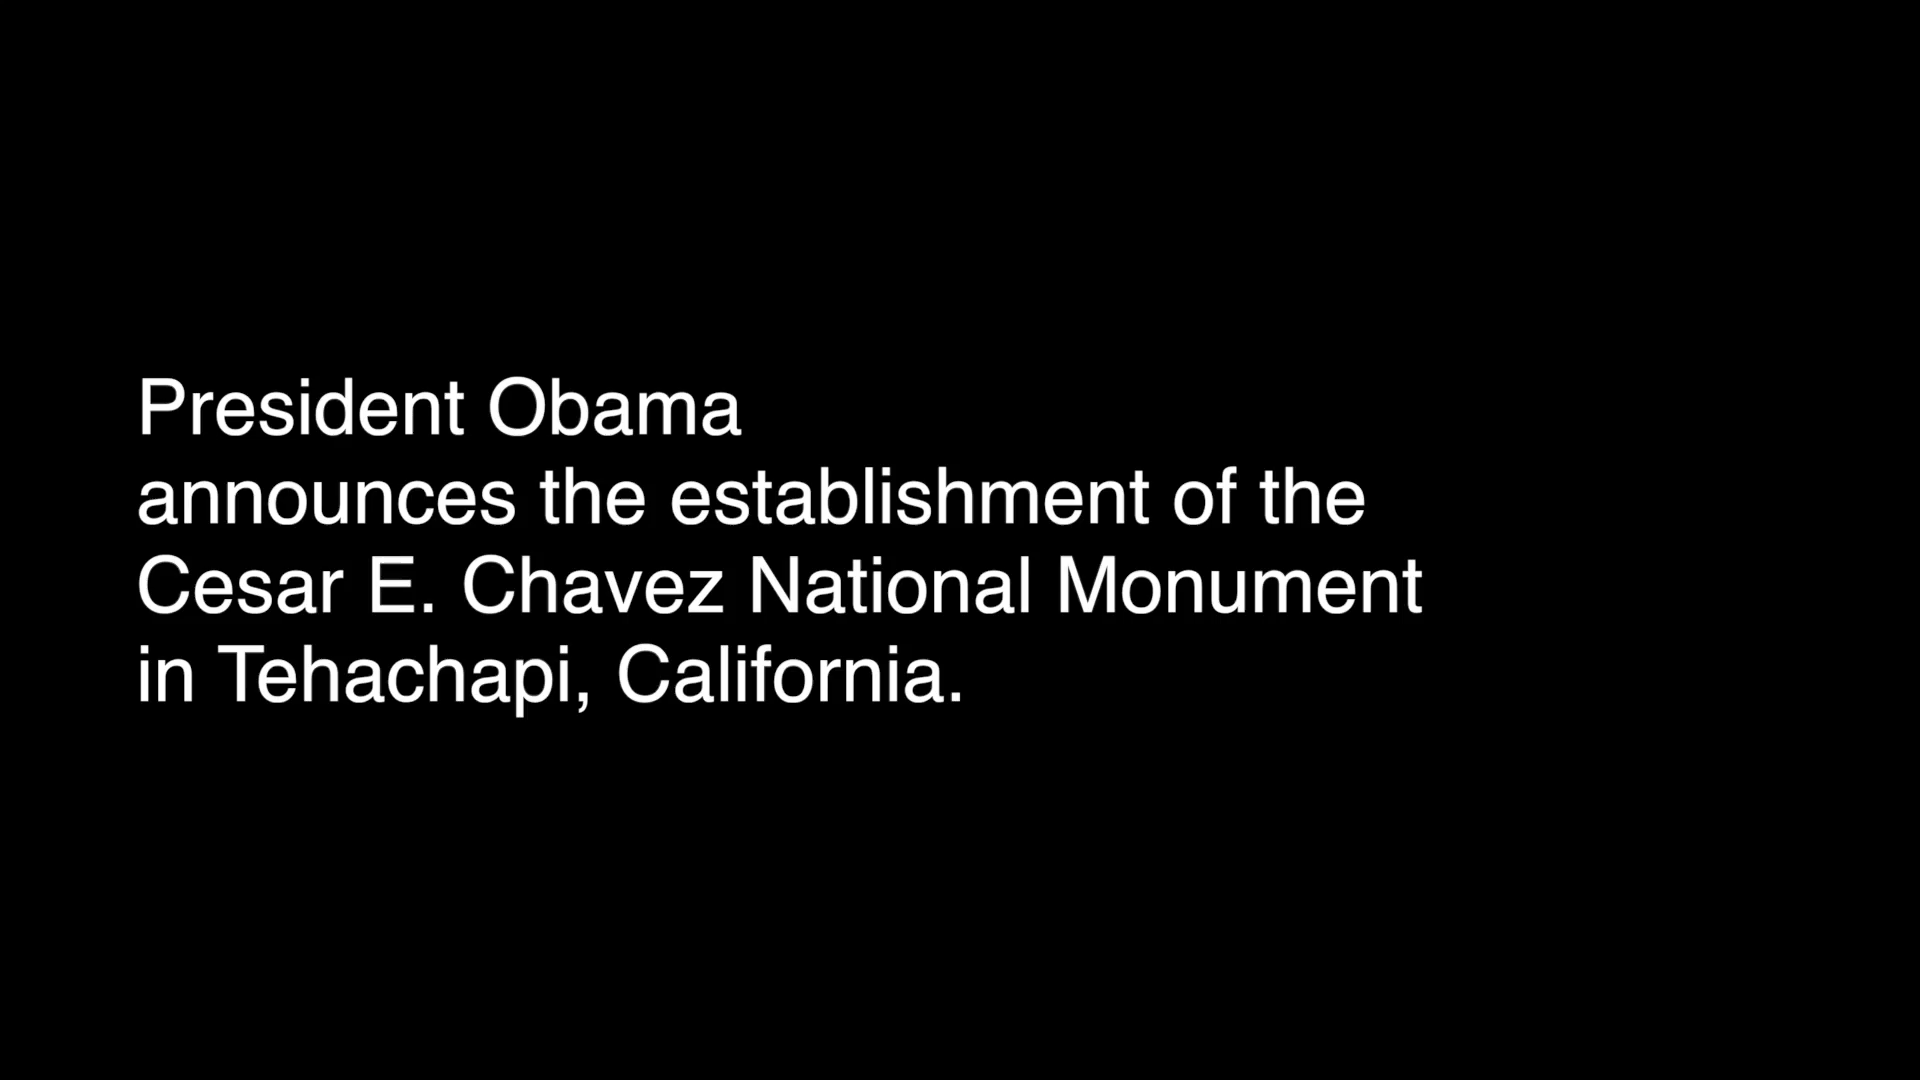 President Obama
announces the establishment of the
Cesar E. Chavez National Monument
in Tehachapi, California.